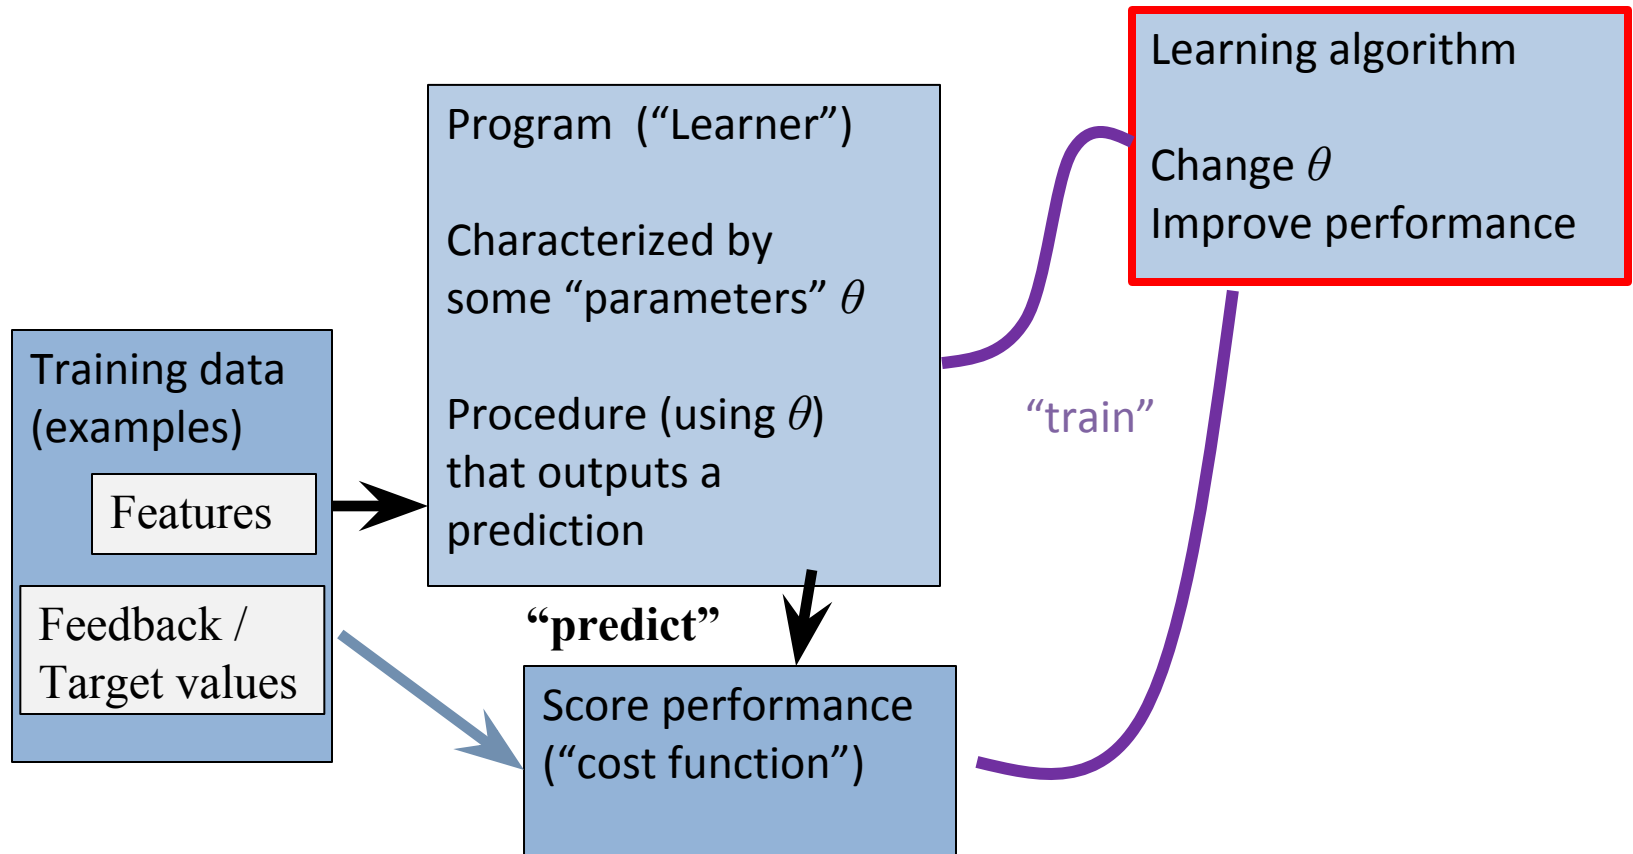 Learning algorithm
Change θ
Improve performance
Program (“Learner”)
Characterized by
some “parameters” θ
Procedure (using θ)
that outputs a
prediction
Training data
(examples)
Features
Feedback /
Target values
“train”
“predict”
Score performance
(“cost function”)